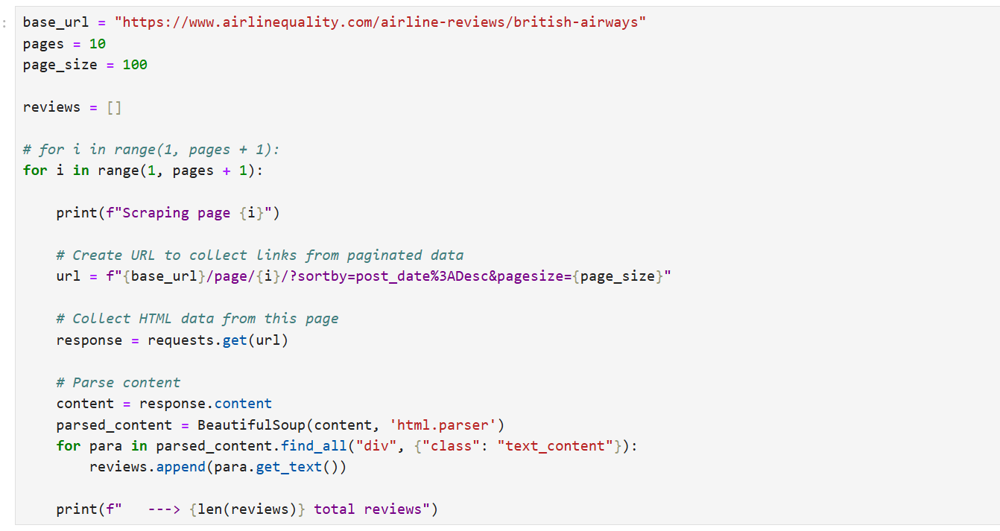 :
base_url = "https://www.airlinequality.com/airline-reviews/british-airways"
pages = 10
page_size = 100
reviews = []
# for i in range(1, pages + 1):
for i in range(1, pages + 1):
    print(f"Scraping page {i}")
    # Create URL to collect links from paginated data
    url = f"{base_url}/page/{i}/?sortby=post_date%3ADesc&pagesize={page_size}"
    # Collect HTML data from this page
    response = requests.get(url)
    # Parse content
    content = response.content
    parsed_content = BeautifulSoup(content, 'html.parser')
    for para in parsed_content.find_all("div", {"class": "text_content"}):
        reviews.append(para.get_text())
    print(f"   ---> {len(reviews)} total reviews")